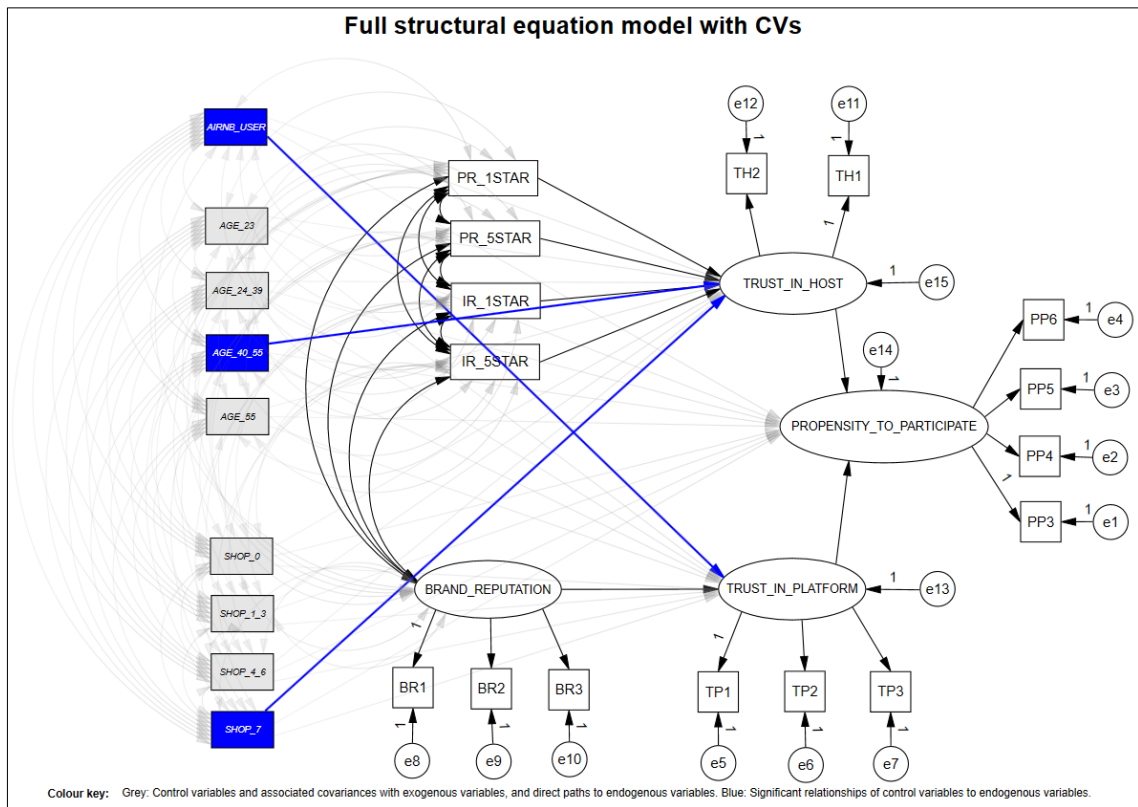 Full structural equation model with CVs
e12
e11
AIRNB_USER
1
1
TH2
TH1
PR_1STAR
1
AGE_23
PR_5STAR
TRUST_IN_HOST
1
e15
AGE_24_39
IR_1STAR
PP6
1
e4
AGE_40_55
e14
IR_5STAR
1
PP5
1
e3
AGE_55
PROPENSITY_TO_PARTICIPATE
PP4
1
e2
1
PP3
1
e1
SHOP_0
BRAND_REPUTATION
TRUST_IN_PLATFORM
1
e13
SHOP_1_3
1
1
SHOP_4_6
BR1
BR2
BR3
TP1
TP2
TP3
SHOP_7
1
1
1
1
1
1
e8
e9
e10
e5
e6
e7
Colour key: Grey: Control variables and associated covariances with exogenous variables, and direct paths to endogenous variables. Blue: Significant relationships of control variables to endogenous variables.